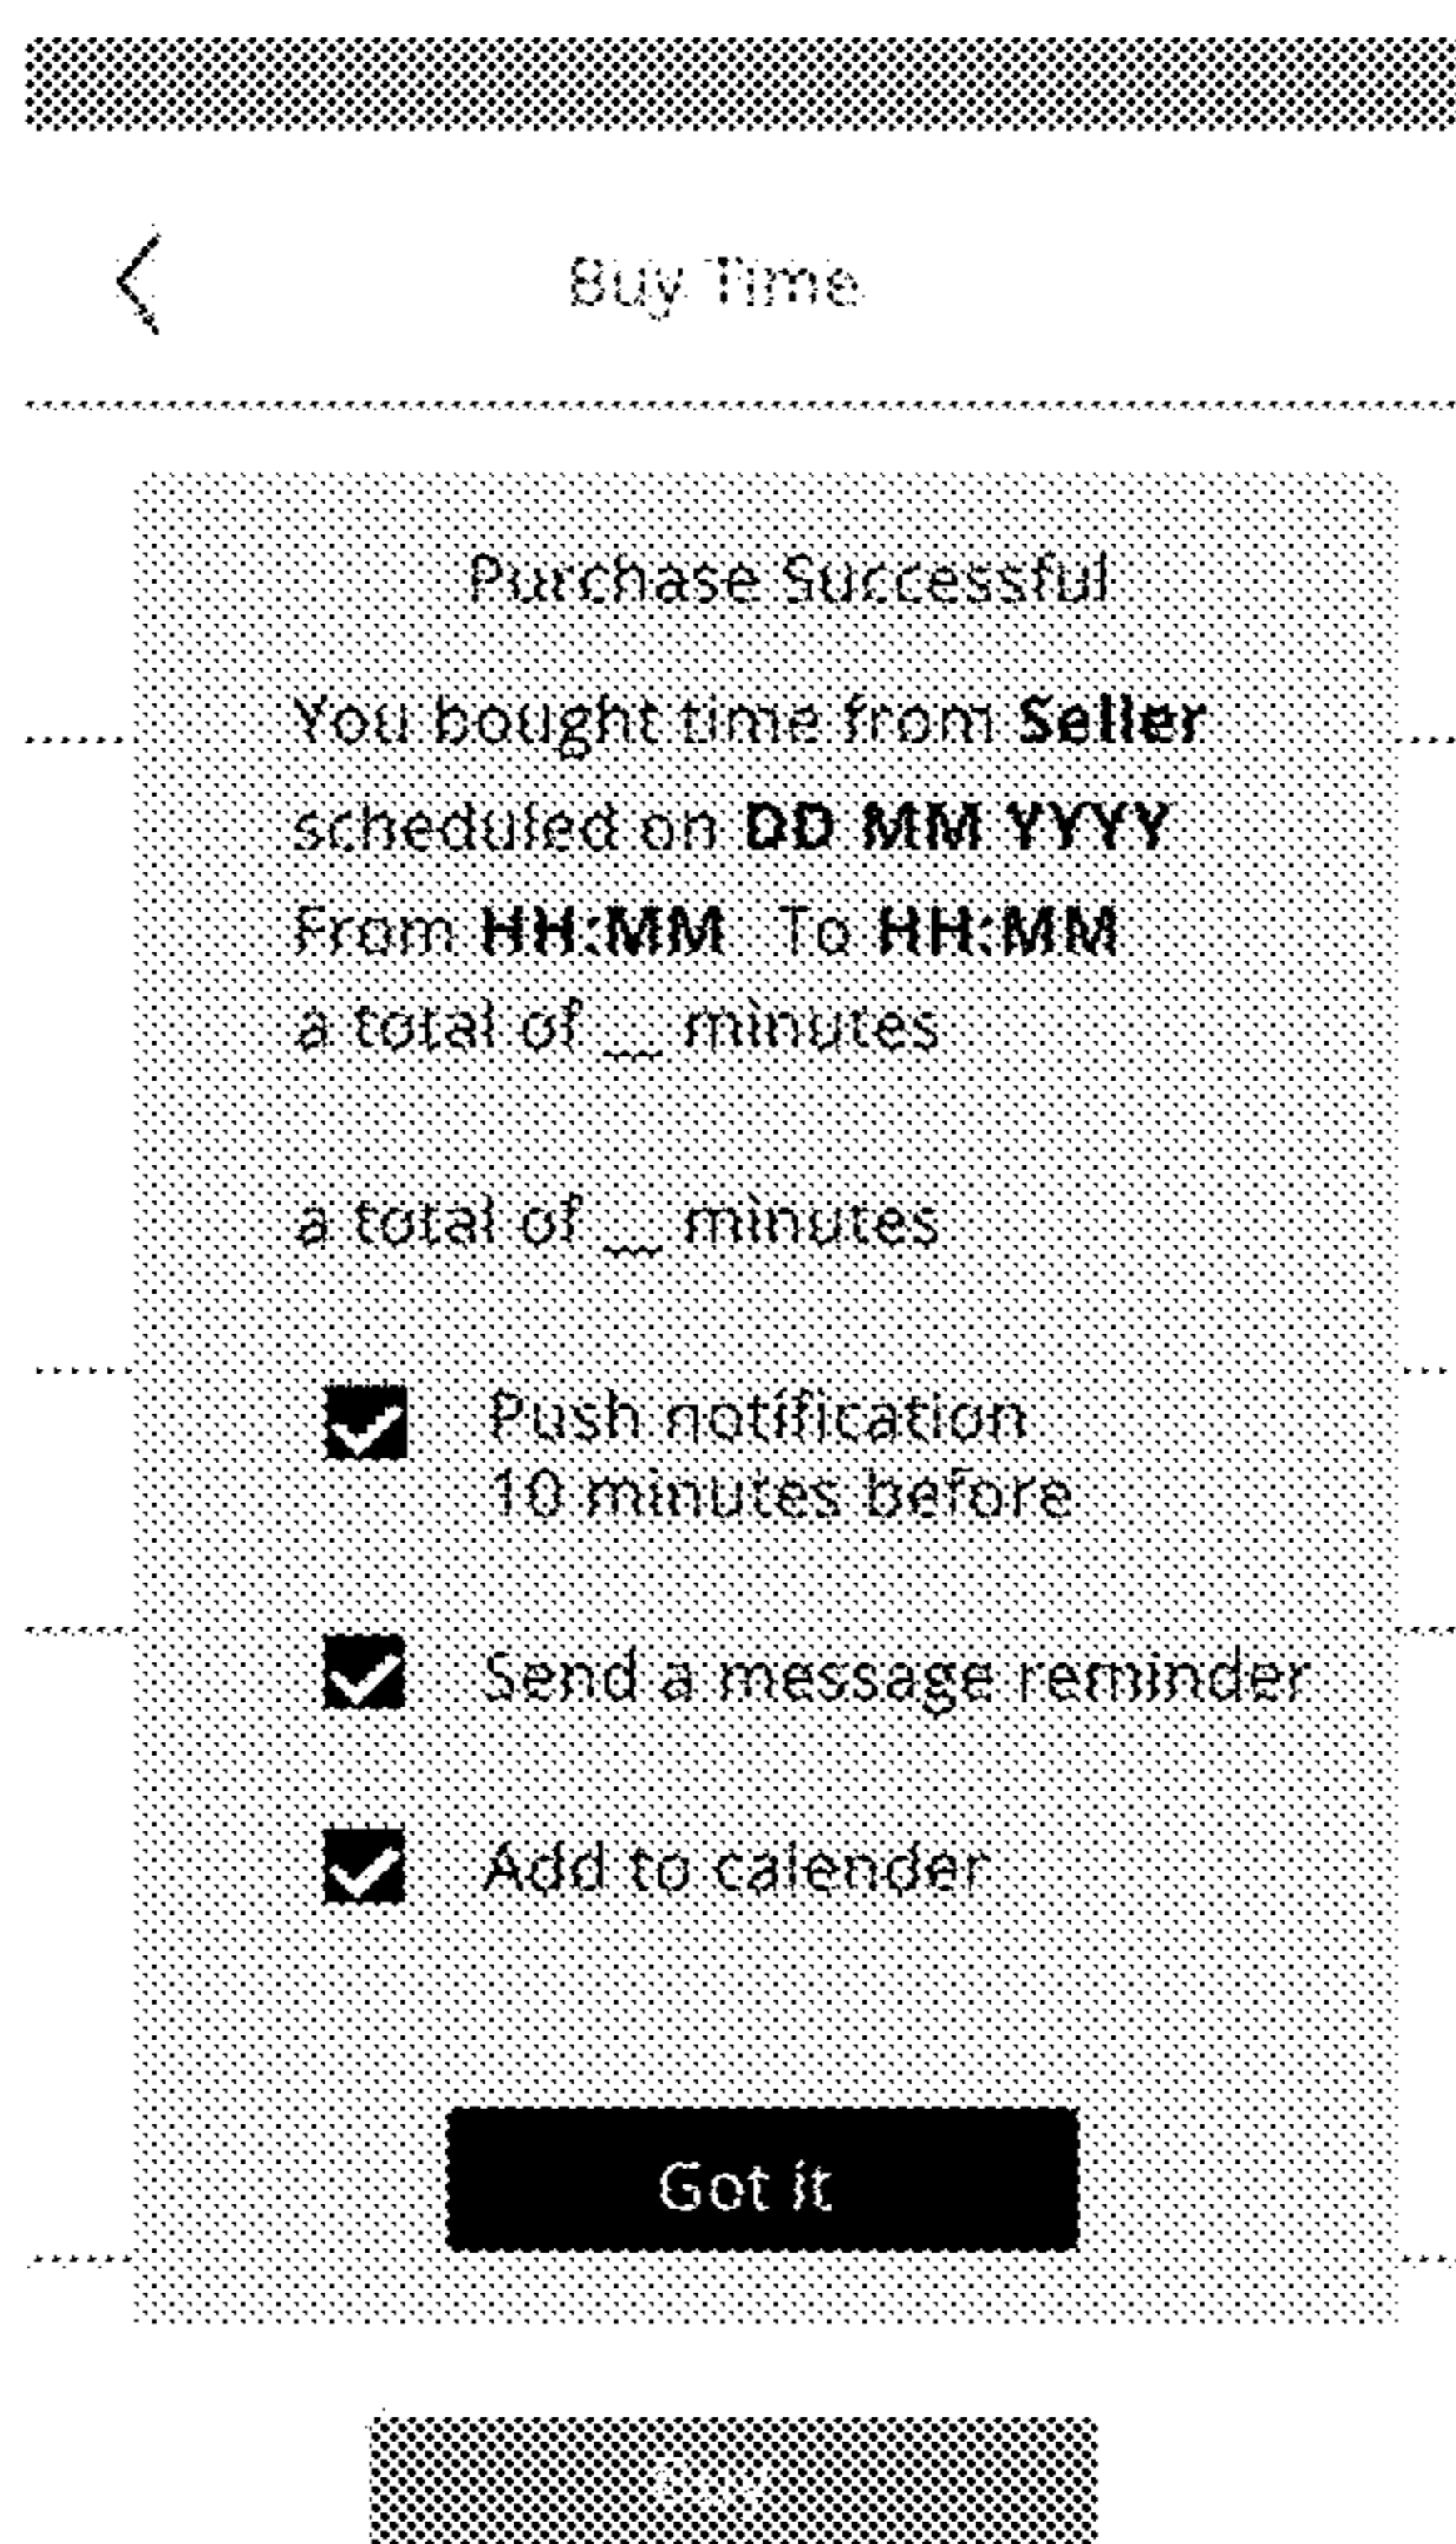 Buy Time
Purchase Successful
You bought time from Seller
scheduled on DD MM YYYY
From HH:MM To HH:MM
a total of __ minutes
a total of __ minutes
Push notification
10 minutes before
Send a message reminder
Add to calender
Got it